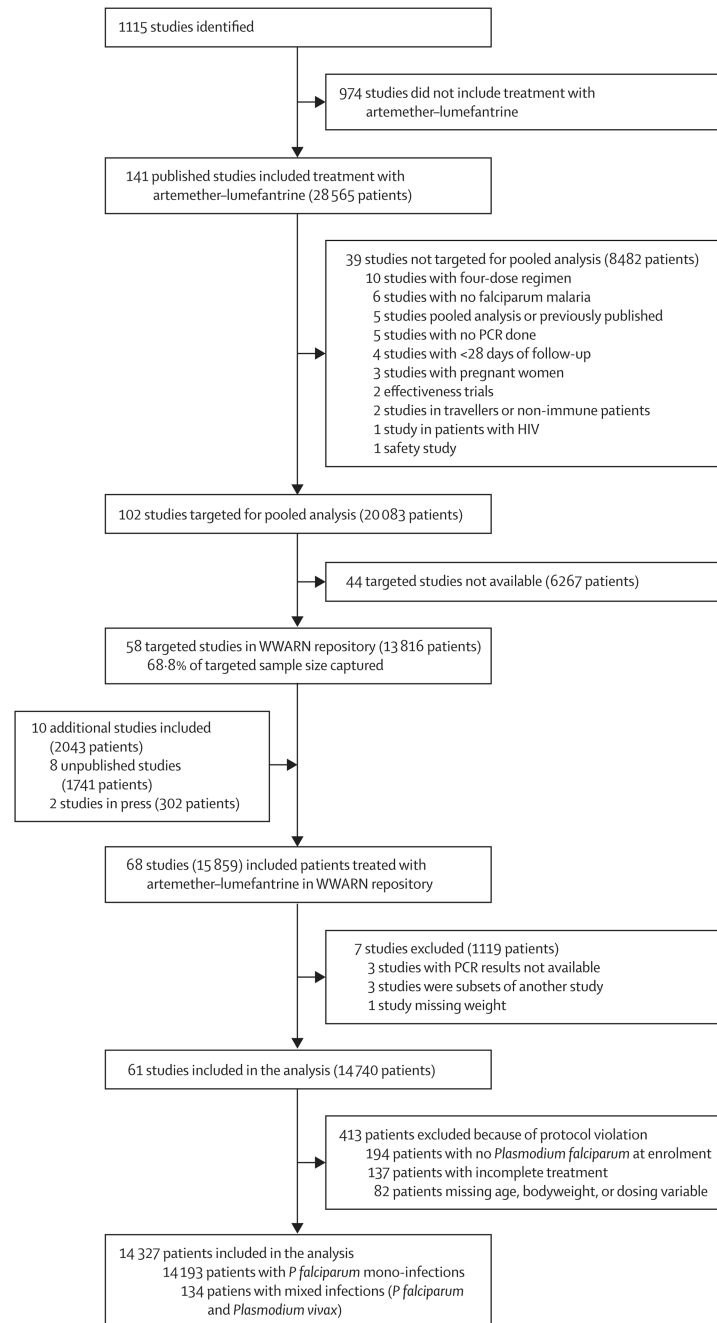 1115 studies identified
974 studies did not include treatment with
artemether–lumefantrine
141 published studies included treatment with
artemether–lumefantrine (28 565 patients)
39 studies not targeted for pooled analysis (8482 patients)
10 studies with four-dose regimen
6 studies with no falciparum malaria
5 studies pooled analysis or previously published
5 studies with no PCR done
4 studies with <28 days of follow-up
3 studies with pregnant women
2 effectiveness trials
2 studies in travellers or non-immune patients
1 study in patients with HIV
1 safety study
102 studies targeted for pooled analysis (20 083 patients)
44 targeted studies not available (6267 patients)
58 targeted studies in WWARN repository (13 816 patients)
68·8% of targeted sample size captured
10 additional studies included
(2043 patients)
8 unpublished studies
(1741 patients)
2 studies in press (302 patients)
68 studies (15 859) included patients treated with
artemether–lumefantrine in WWARN repository
7 studies excluded (1119 patients)
3 studies with PCR results not available
3 studies were subsets of another study
1 study missing weight
61 studies included in the analysis (14 740 patients)
413 patients excluded because of protocol violation
194 patients with no Plasmodium falciparum at enrolment
137 patients with incomplete treatment
82 patients missing age, bodyweight, or dosing variable
14 327 patients included in the analysis
14 193 patients with P falciparum mono-infections
134 patiens with mixed infections (P falciparum
and Plasmodium vivax)